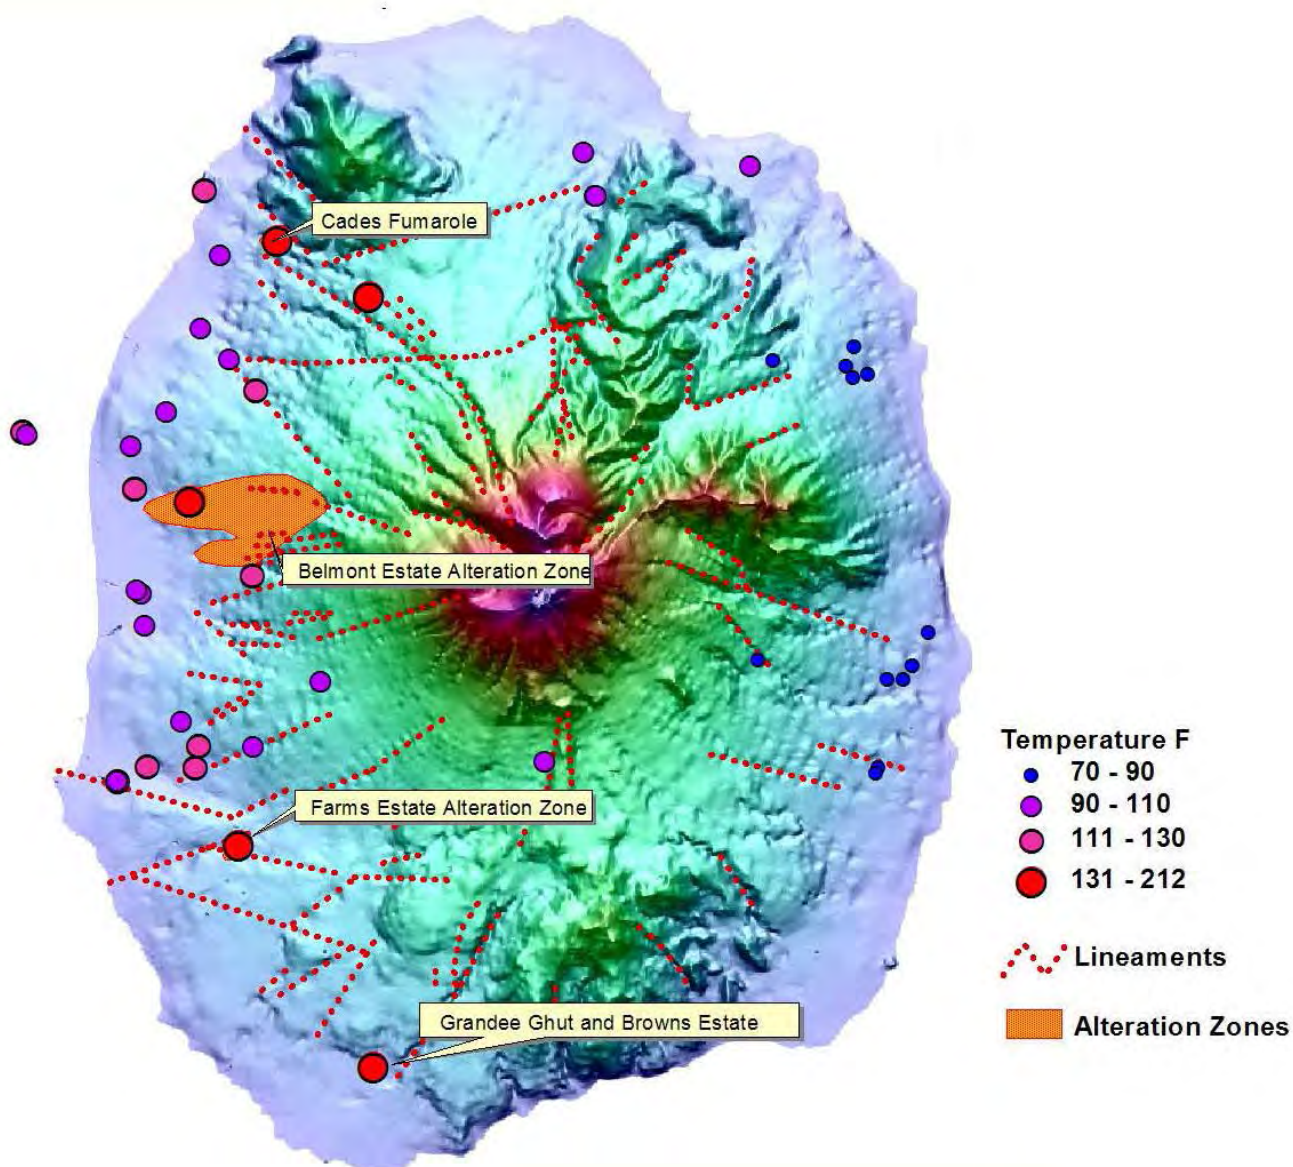 Cades Fumarole
Belmont Estate Alteration Zone
Farms Estate Alteration Zone
Grandee Ghut and Browns Estate
Temperature F
70 - 90
90 - 110
111 - 130
131 - 212
Lineaments
Alteration Zones